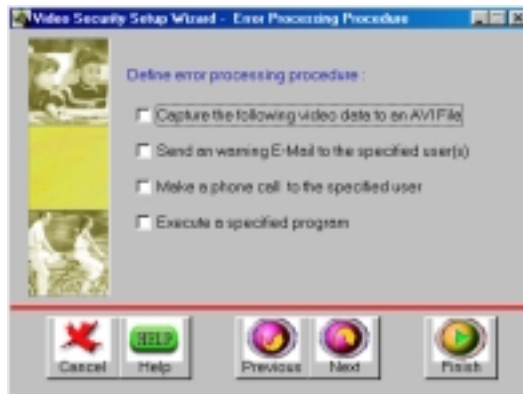 Video Security Setup Wizard - Error Processing Procedure
Define error processing procedure :
Capture the following video data to an AVI File
Send an warning E-Mail to the specified user(s)
Make a phone call to the specified user
Execute a specified program
HELP
Cancel Help Previous Next Finish